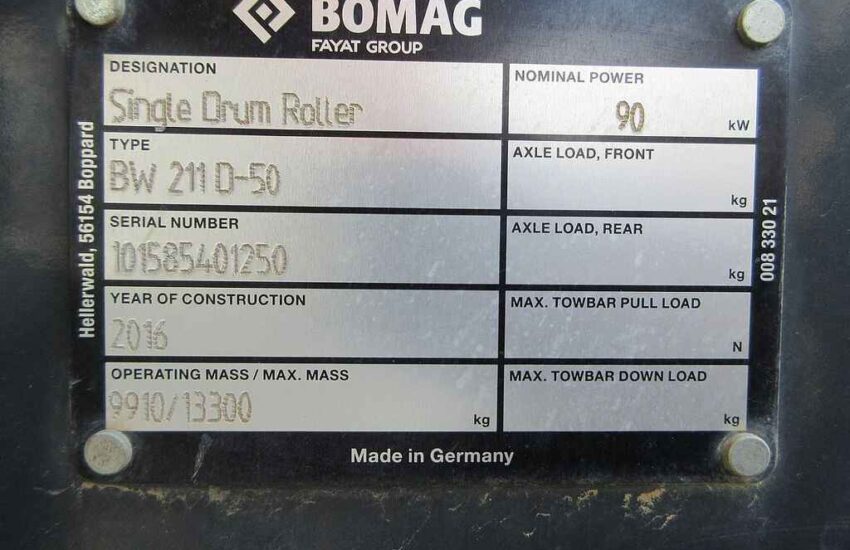 BOMAG
FAYAT GROUP
DESIGNATION
Single Drum Roller
NOMINAL POWER
90 kW
TYPE
BW 211 D-50
AXLE LOAD, FRONT
kg
SERIAL NUMBER
101585401250
AXLE LOAD, REAR
kg
YEAR OF CONSTRUCTION
2016
MAX. TOWBAR PULL LOAD
N
OPERATING MASS / MAX. MASS
9910/13300 kg
MAX. TOWBAR DOWN LOAD
kg
Made in Germany
Hellerwald, 56154 Boppard
008 330 21